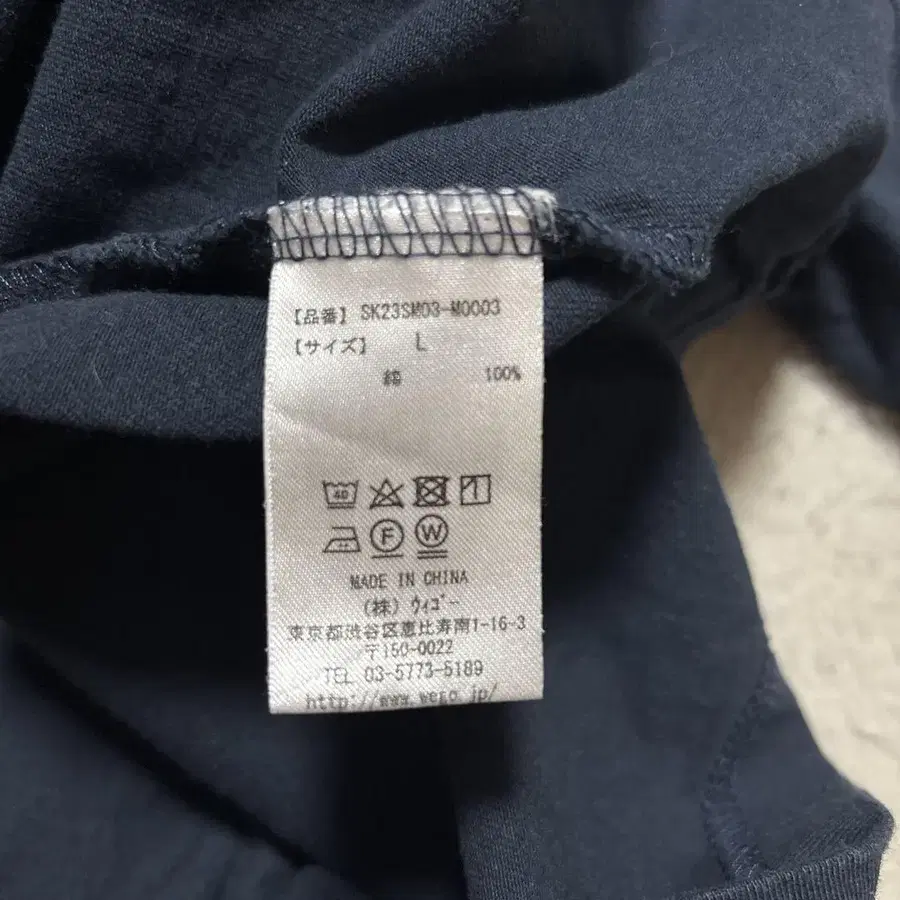 【品番】 SK23SM03-M0003
【サイズ】 L
綿 100%
40
F W
MADE IN CHINA
(株) ウィゴー
東京都渋谷区恵比寿南1-16-3
〒150-0022
TEL 03-5773-5189
http://www.wego.jp/